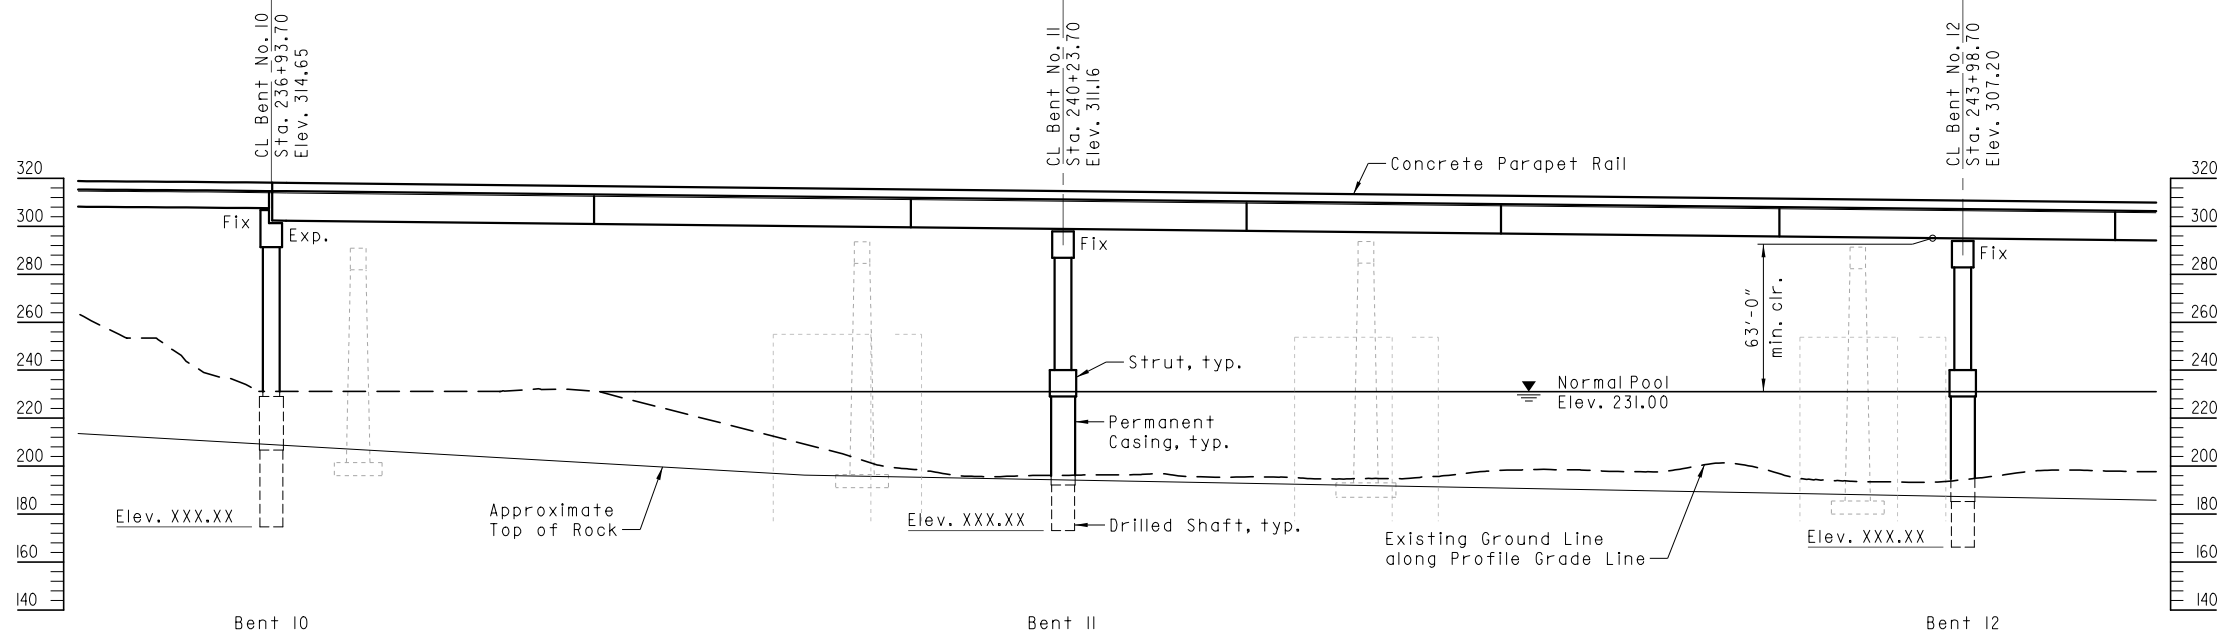 CL Bent No. 10
Sta. 236+93.70
Elev. 314.65
CL Bent No. 11
Sta. 240+23.70
Elev. 311.16
CL Bent No. 12
Sta. 243+98.70
Elev. 307.20
Concrete Parapet Rail
320
300
280
260
240
220
200
180
160
140
320
300
280
260
240
220
200
180
160
140
Fix
Exp.
Fix
Fix
63'-0"
min. clr.
Strut, typ.
Normal Pool
Elev. 231.00
Permanent
Casing, typ.
Approximate
Top of Rock
Elev. XXX.XX
Elev. XXX.XX
Drilled Shaft, typ.
Existing Ground Line
along Profile Grade Line
Elev. XXX.XX
Bent 10
Bent 11
Bent 12